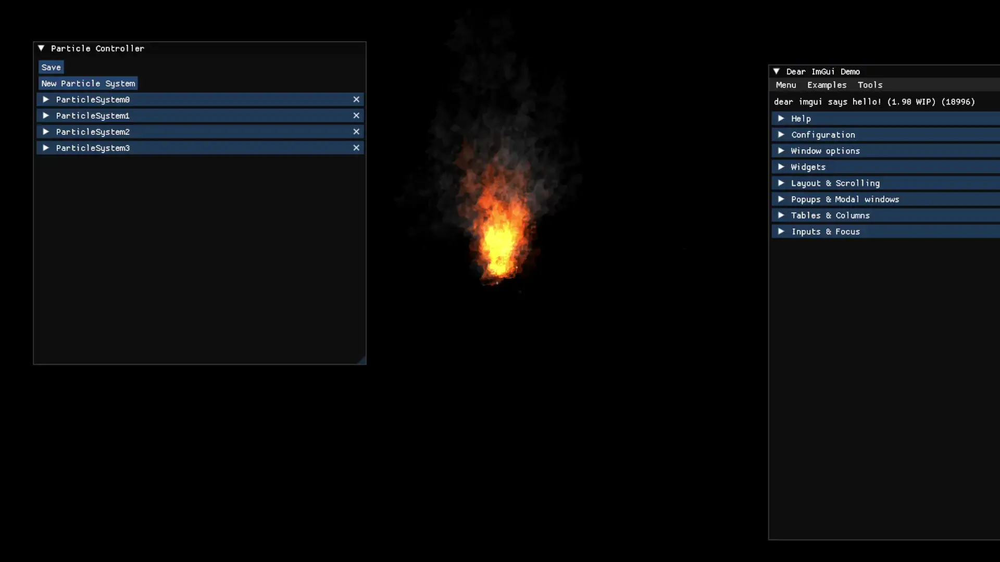 Particle Controller
Save
New Particle System
ParticleSystem0
ParticleSystem1
ParticleSystem2
ParticleSystem3
Dear ImGui Demo
Menu Examples Tools
dear imgui says hello! (1.90 WIP) (18996)
Help
Configuration
Window options
Widgets
Layout & Scrolling
Popups & Modal windows
Tables & Columns
Inputs & Focus